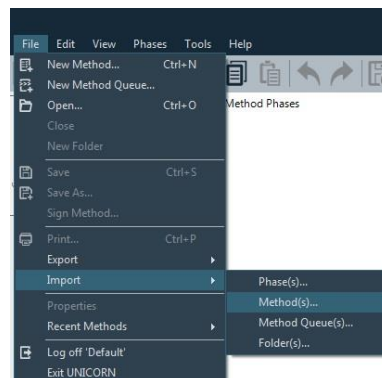 File Edit View Phases Tools Help
New Method... Ctrl+N
New Method Queue...
Open... Ctrl+O
Method Phases
Close
New Folder
Save Ctrl+S
Save As...
Sign Method...
Print... Ctrl+P
Export
Import
Phase(s)...
Method(s)...
Method Queue(s)...
Folder(s)...
Properties
Recent Methods
Log off 'Default'
Exit UNICORN